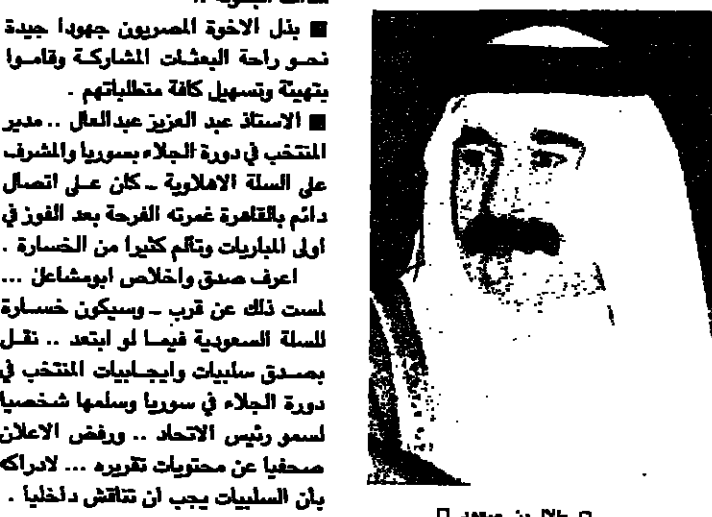 ■ بذل الاخوة المصريون جهودا جيدة
نحو راحة البعثات المشاركة وقاموا
بتهيئة وتسهيل كافة متطلباتهم .
■ الاستاذ عبد العزيز عبدالعال .. مدير
المنتخب في دورة الجلاء بسوريا والمشرف
على السلة الاهلاوية ـ كان على اتصال
دائم بالقاهرة غمرته الفرحة بعد الفوز في
اولى المباريات وتألم كثيرا من الخسارة .
اعرف صدق واخلاص ابومشاعل ...
لمست ذلك عن قرب ـ وسيكون خسارة
للسلة السعودية فيما لو ابتعد .. نقل
بصدق سلبيات وايجابيات المنتخب في
دورة الجلاء في سوريا وسلمها شخصيا
لسمو رئيس الاتحاد .. ورفض الاعلان
صحفيا عن محتويات تقريره ... لادراكه
بأن السلبيات يجب ان تناقش داخليا .